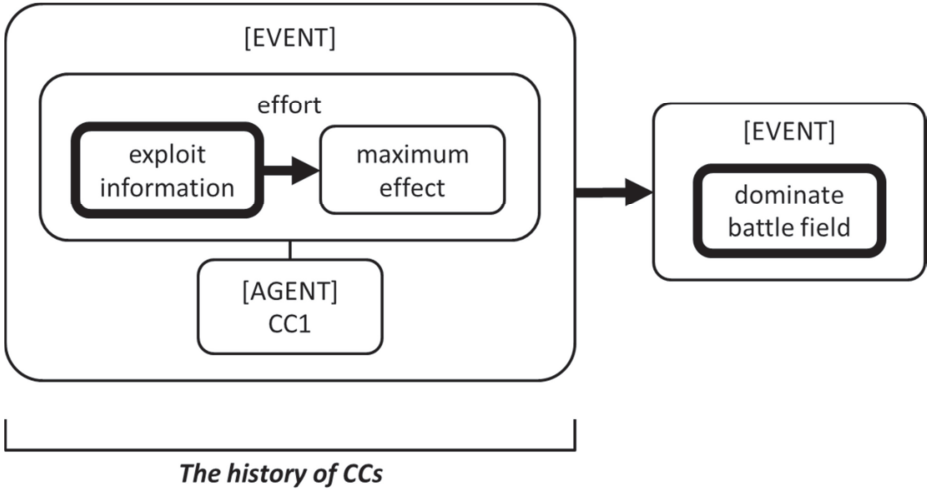 [EVENT]
effort
exploit
information
maximum
effect
[AGENT]
CC1
[EVENT]
dominate
battle field
The history of CCs